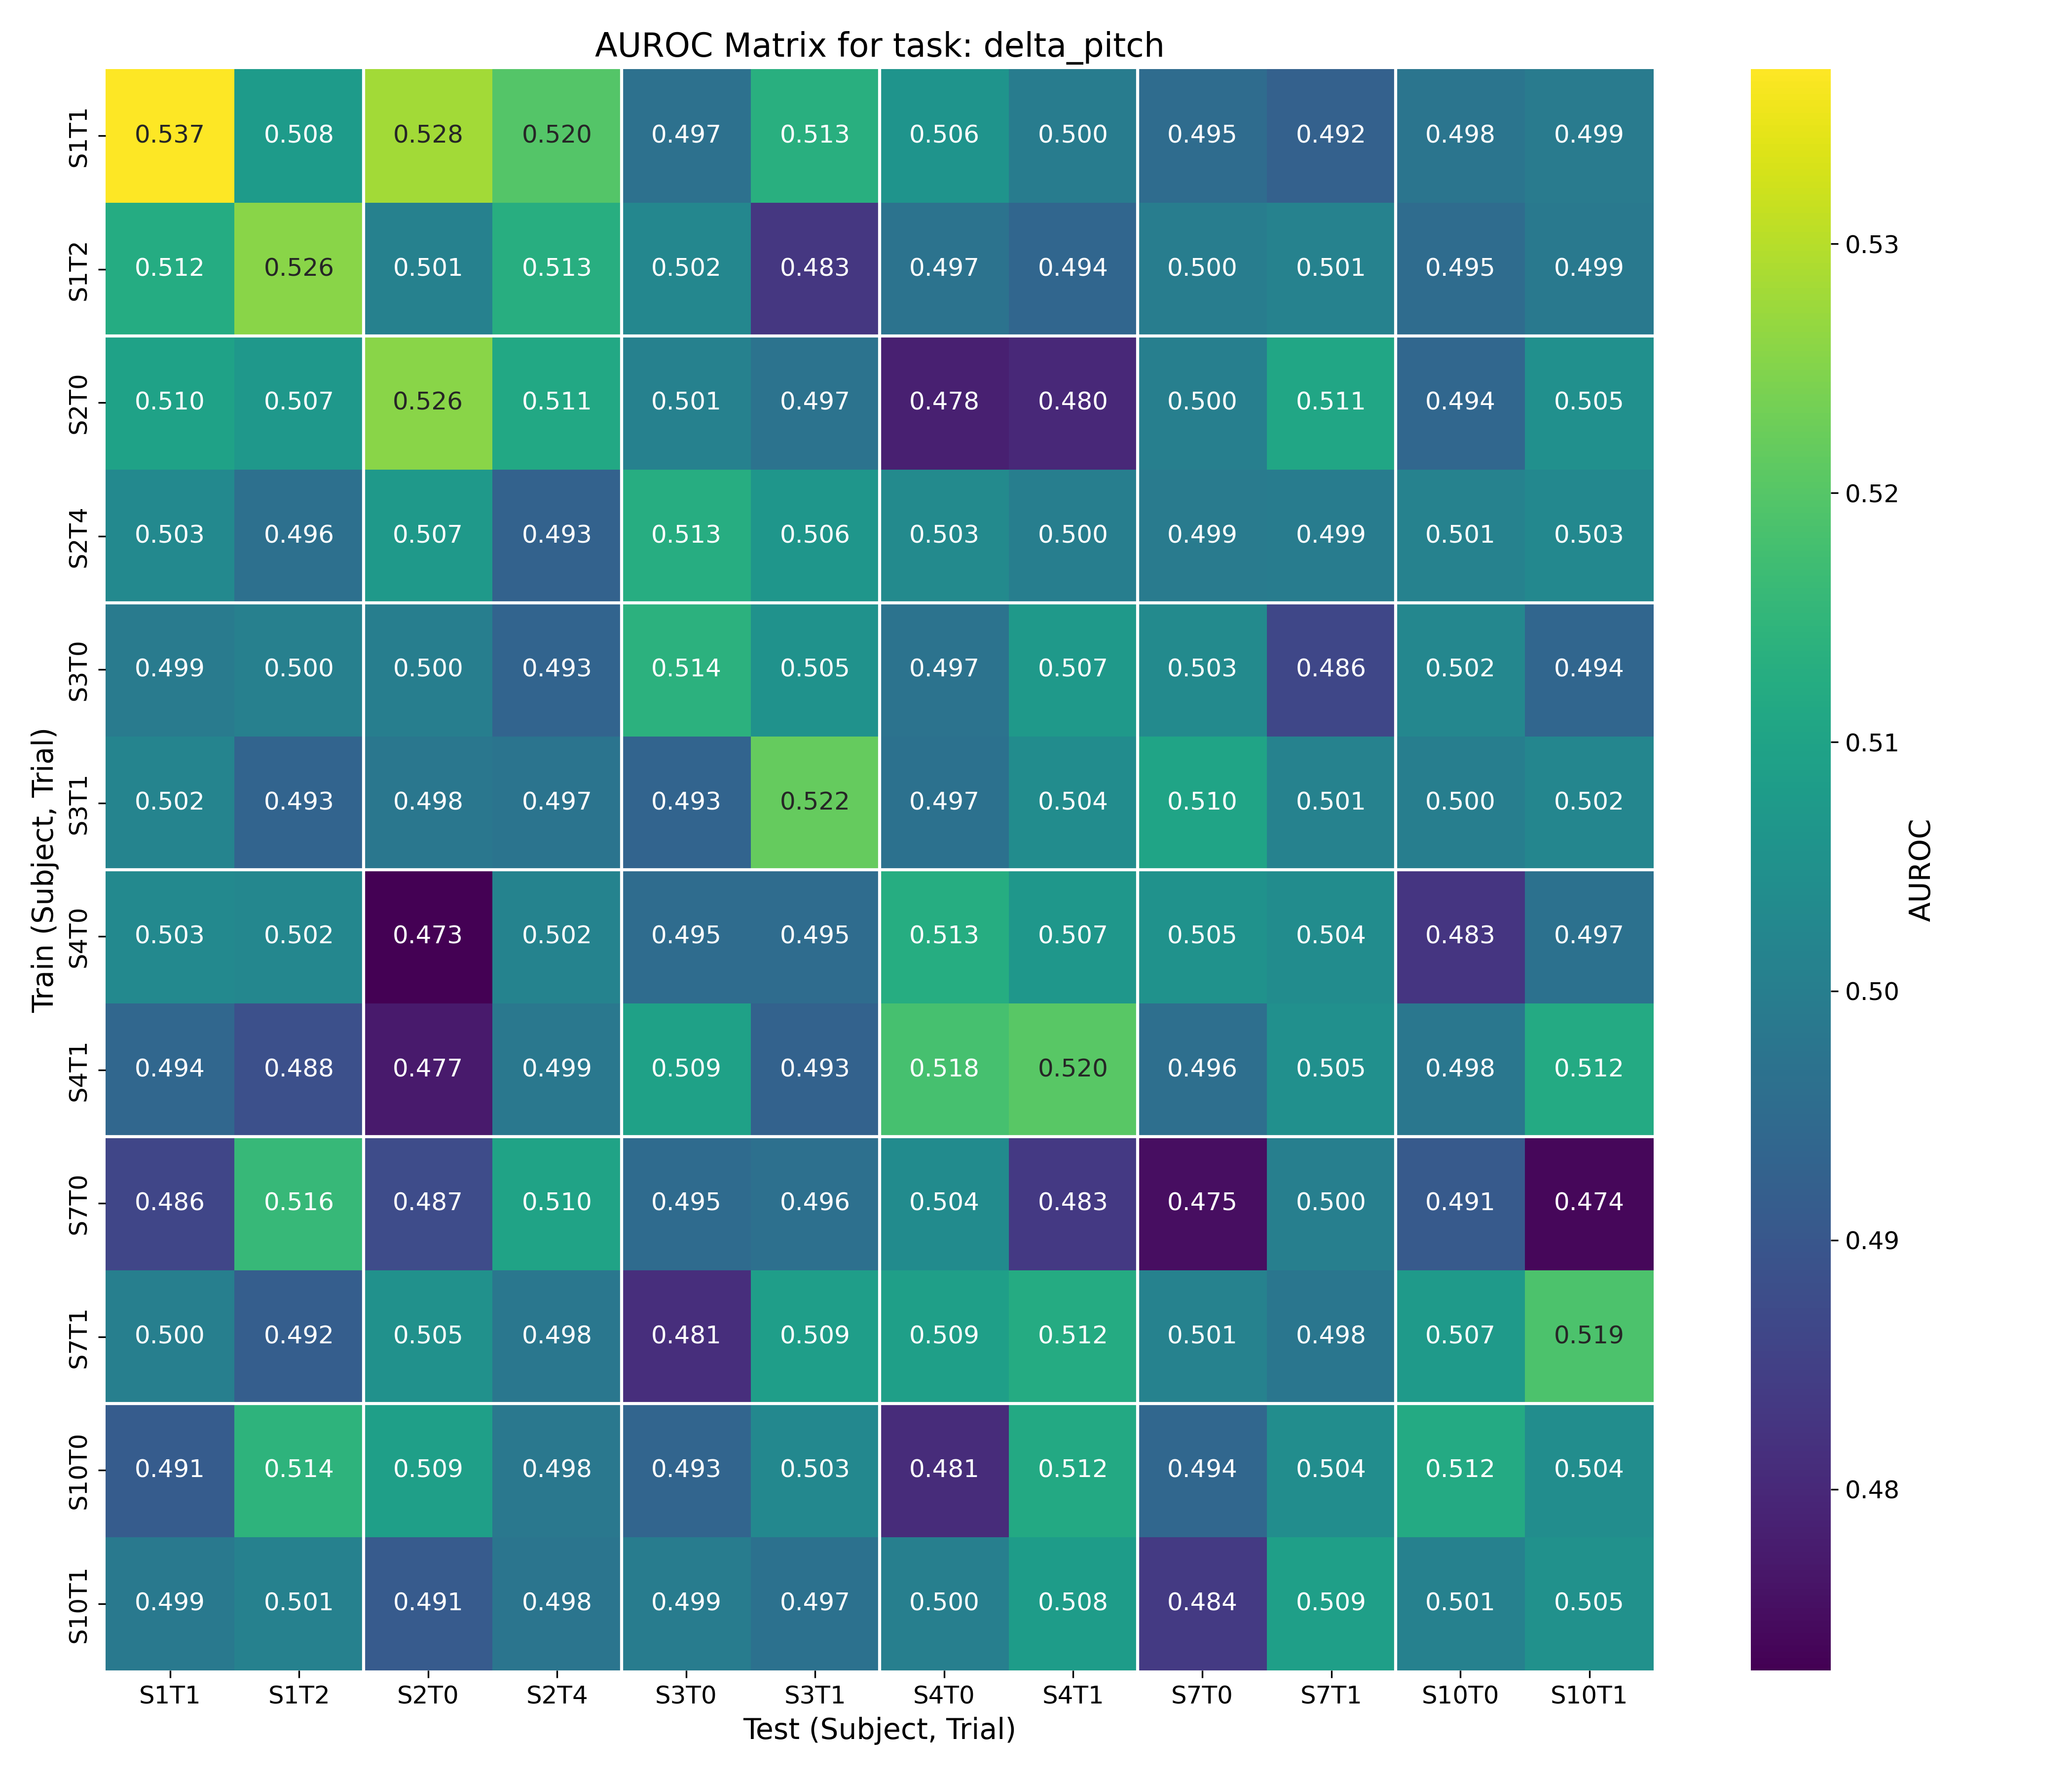 AUROC Matrix for task: delta_pitch
S1T1 0.537 0.508 0.528 0.520 0.497 0.513 0.506 0.500 0.495 0.492 0.498 0.499
S1T2 0.512 0.526 0.501 0.513 0.502 0.483 0.497 0.494 0.500 0.501 0.495 0.499
S2T0 0.510 0.507 0.526 0.511 0.501 0.497 0.478 0.480 0.500 0.511 0.494 0.505
S2T4 0.503 0.496 0.507 0.493 0.513 0.506 0.503 0.500 0.499 0.499 0.501 0.503
S3T0 0.499 0.500 0.500 0.493 0.514 0.505 0.497 0.507 0.503 0.486 0.502 0.494
S3T1 0.502 0.493 0.498 0.497 0.493 0.522 0.497 0.504 0.510 0.501 0.500 0.502
S4T0 0.503 0.502 0.473 0.502 0.495 0.495 0.513 0.507 0.505 0.504 0.483 0.497
S4T1 0.494 0.488 0.477 0.499 0.509 0.493 0.518 0.520 0.496 0.505 0.498 0.512
S7T0 0.486 0.516 0.487 0.510 0.495 0.496 0.504 0.483 0.475 0.500 0.491 0.474
S7T1 0.500 0.492 0.505 0.498 0.481 0.509 0.509 0.512 0.501 0.498 0.507 0.519
S10T0 0.491 0.514 0.509 0.498 0.493 0.503 0.481 0.512 0.494 0.504 0.512 0.504
S10T1 0.499 0.501 0.491 0.498 0.499 0.497 0.500 0.508 0.484 0.509 0.501 0.505
S1T1 S1T2 S2T0 S2T4 S3T0 S3T1 S4T0 S4T1 S7T0 S7T1 S10T0 S10T1
Test (Subject, Trial)
Train (Subject, Trial)
0.53
0.52
0.51
0.50
0.49
0.48
AUROC